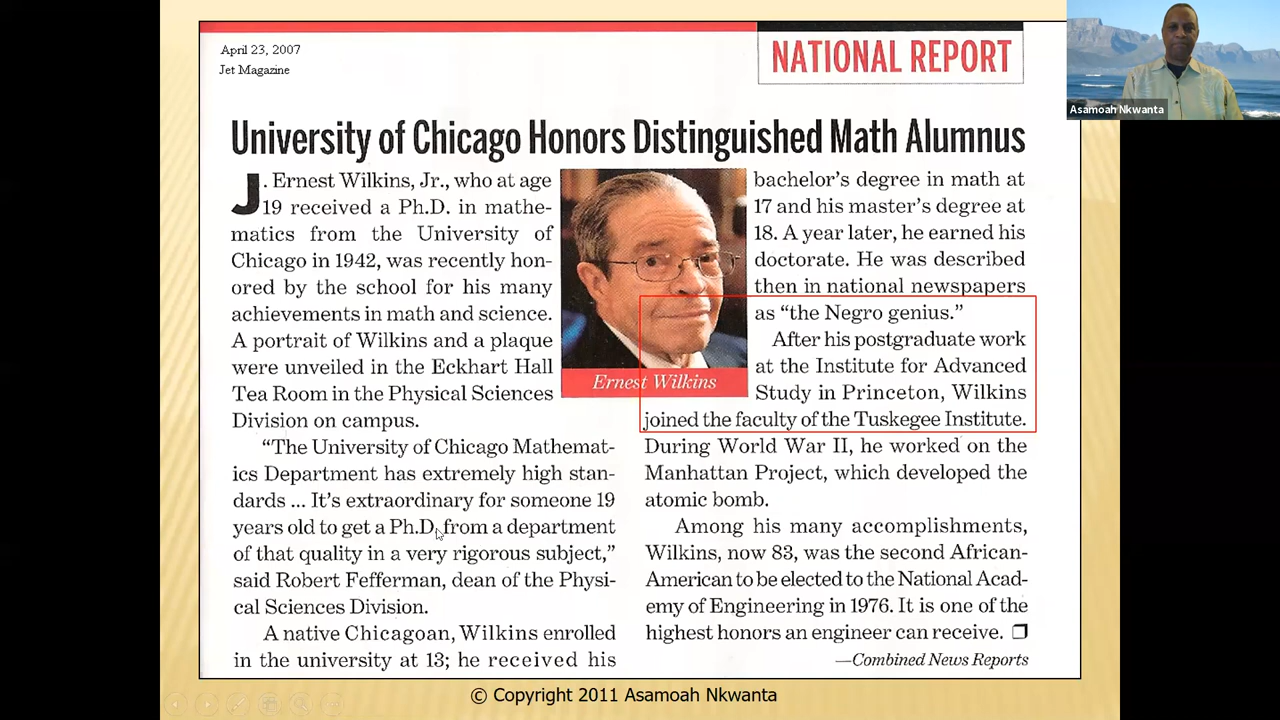 April 23, 2007
Jet Magazine
NATIONAL REPORT
University of Chicago Honors Distinguished Math Alumnus
J. Ernest Wilkins, Jr., who at age
19 received a Ph.D. in mathe-
matics from the University of
Chicago in 1942, was recently hon-
ored by the school for his many
achievements in math and science.
A portrait of Wilkins and a plaque
were unveiled in the Eckhart Hall
Tea Room in the Physical Sciences
Division on campus.
"The University of Chicago Mathemat-
ics Department has extremely high stan-
dards ... It's extraordinary for someone 19
years old to get a Ph.D. from a department
of that quality in a very rigorous subject,"
said Robert Fefferman, dean of the Physi-
cal Sciences Division.
A native Chicagoan, Wilkins enrolled
in the university at 13; he received his
Ernest Wilkins
bachelor's degree in math at
17 and his master's degree at
18. A year later, he earned his
doctorate. He was described
then in national newspapers
as "the Negro genius."
After his postgraduate work
at the Institute for Advanced
Study in Princeton, Wilkins
joined the faculty of the Tuskegee Institute.
During World War II, he worked on the
Manhattan Project, which developed the
atomic bomb.
Among his many accomplishments,
Wilkins, now 83, was the second African-
American to be elected to the National Acad-
emy of Engineering in 1976. It is one of the
highest honors an engineer can receive.
—Combined News Reports
© Copyright 2011 Asamoah Nkwanta
Asamoah Nkwanta